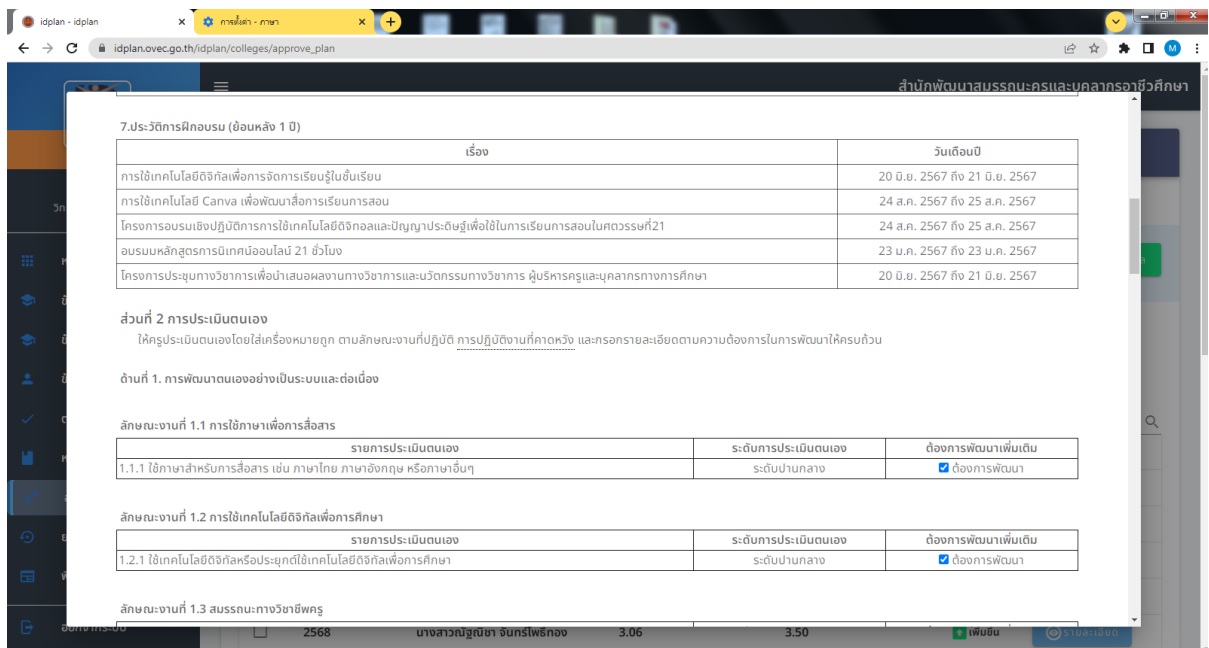 idplan - idplan
การตั้งค่า - ภาษา
idplan.ovec.go.th/idplan/colleges/approve_plan
M
สำนักพัฒนาสมรรถนะครูและบุคลากรอาชีวศึกษา
7.ประวัติการฝึกอบรม (ย้อนหลัง 1 ปี)
เรื่อง วันเดือนปี
การใช้เทคโนโลยีดิจิทัลเพื่อการจัดการเรียนรู้ในชั้นเรียน 20 มิ.ย. 2567 ถึง 21 มิ.ย. 2567
การใช้เทคโนโลยี Canva เพื่อพัฒนาสื่อการเรียนการสอน 24 ส.ค. 2567 ถึง 25 ส.ค. 2567
โครงการอบรมเชิงปฏิบัติการการใช้เทคโนโลยีดิจิทอลและปัญญาประดิษฐ์เพื่อใช้ในการเรียนการสอนในศตวรรษที่21 24 ส.ค. 2567 ถึง 25 ส.ค. 2567
อบรมมหลักสูตรการนิเทศน์ออนไลน์ 21 ชั่วโมง 23 ม.ค. 2567 ถึง 23 ม.ค. 2567
โครงการประชุมทางวิชาการเพื่อนำเสนอผลงานทางวิชาการและนวัตกรรมทางวิชาการ ผู้บริหารครูและบุคลากรทางการศึกษา 20 มิ.ย. 2567 ถึง 20 มิ.ย. 2567
ส่วนที่ 2 การประเมินตนเอง
ให้ครูประเมินตนเองโดยใส่เครื่องหมายถูก ตามลักษณะงานที่ปฏิบัติ การปฏิบัติงานที่คาดหวัง และกรอกรายละเอียดตามความต้องการในการพัฒนาให้ครบถ้วน
ด้านที่ 1. การพัฒนาตนเองอย่างเป็นระบบและต่อเนื่อง
ลักษณะงานที่ 1.1 การใช้ภาษาเพื่อการสื่อสาร
รายการประเมินตนเอง ระดับการประเมินตนเอง ต้องการพัฒนาเพิ่มเติม
1.1.1 ใช้ภาษาสำหรับการสื่อสาร เช่น ภาษาไทย ภาษาอังกฤษ หรือภาษาอื่นๆ ระดับปานกลาง ต้องการพัฒนา
ลักษณะงานที่ 1.2 การใช้เทคโนโลยีดิจิทัลเพื่อการศึกษา
รายการประเมินตนเอง ระดับการประเมินตนเอง ต้องการพัฒนาเพิ่มเติม
1.2.1 ใช้เทคโนโลยีดิจิทัลหรือประยุกต์ใช้เทคโนโลยีดิจิทัลเพื่อการศึกษา ระดับปานกลาง ต้องการพัฒนา
ลักษณะงานที่ 1.3 สมรรถนะทางวิชาชีพครู
ออกจากระบบ
2568 นางสาวณัฐณิชา จันทร์โพธิ์ทอง 3.06 3.50 เพิ่มขึ้น รายละเอียด